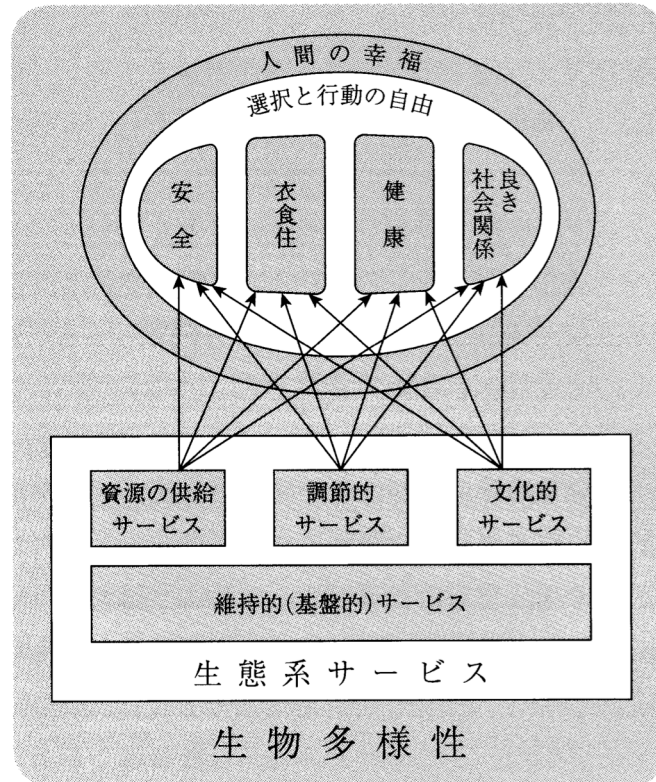 人間の幸福
選択と行動の自由
安全
衣食住
健康
良き
社会関係
資源の供給
サービス
調節的
サービス
文化的
サービス
維持的(基盤的)サービス
生態系サービス
生物多様性